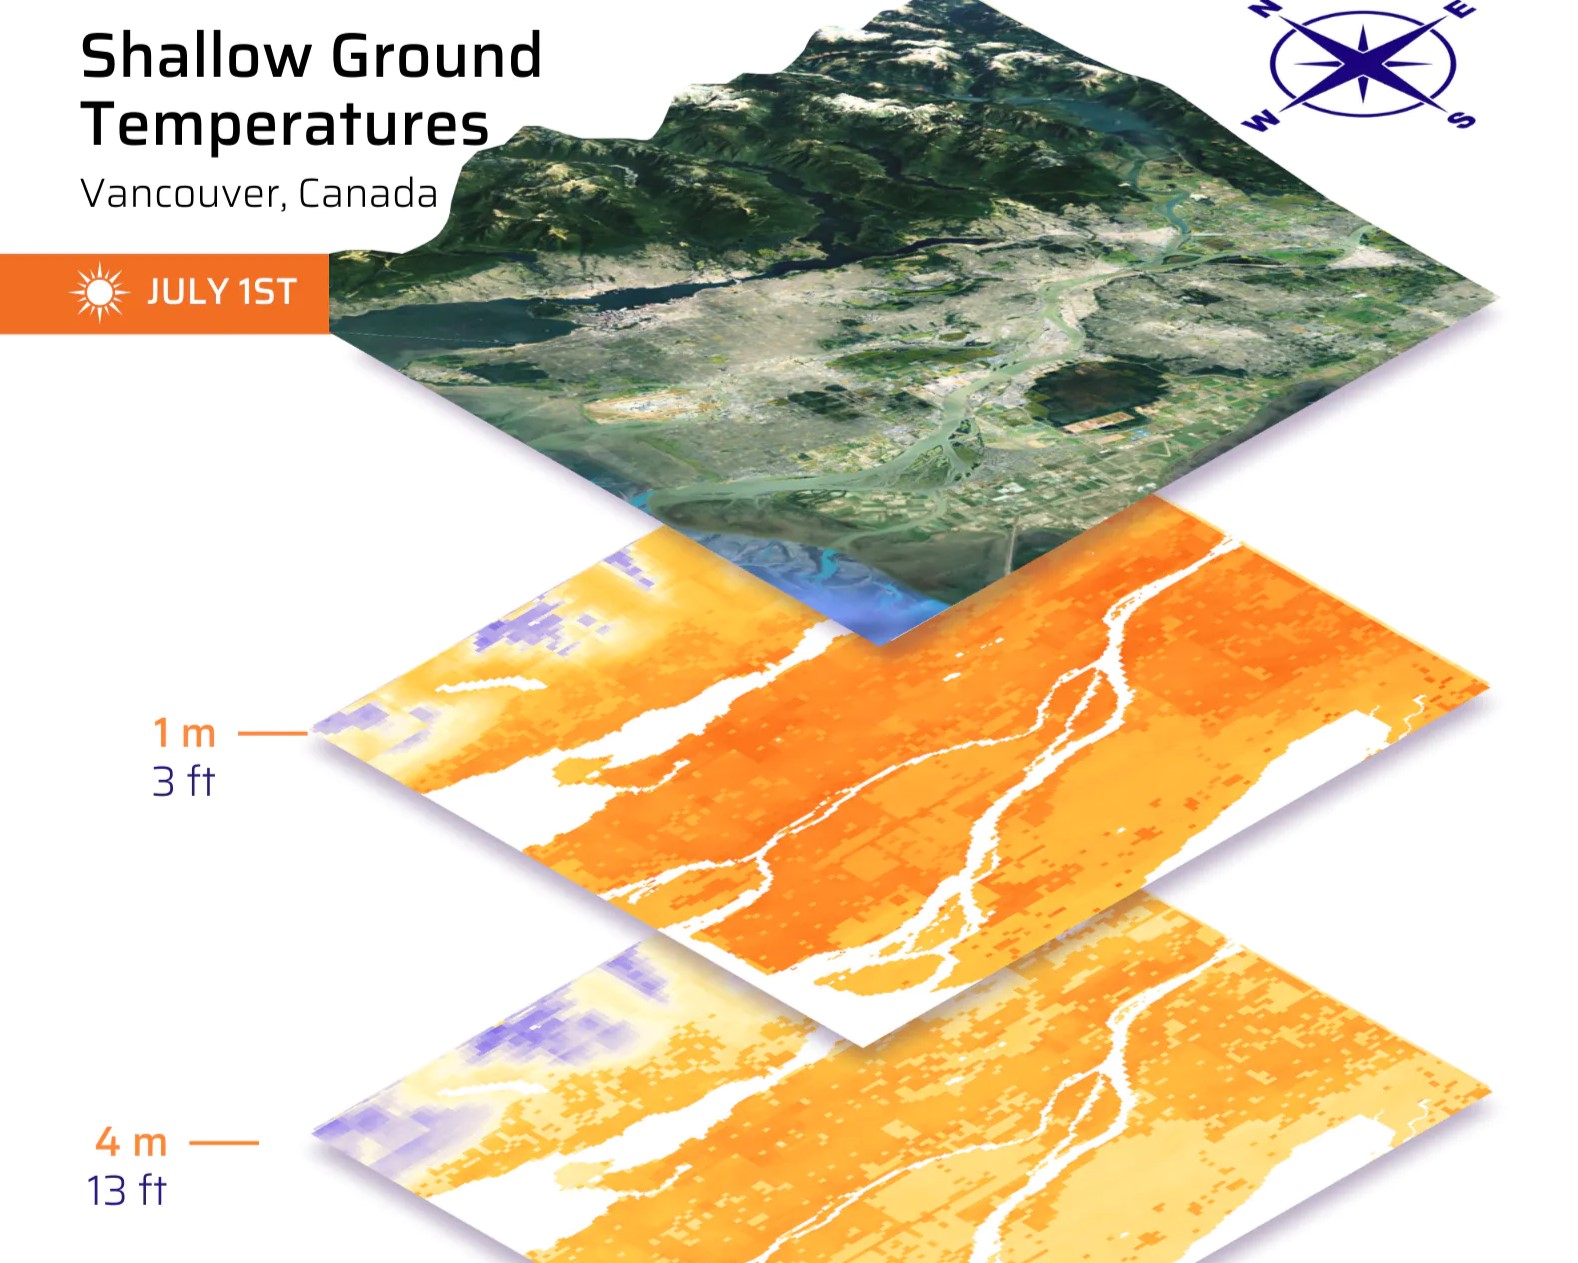 Shallow Ground
Temperatures
Vancouver, Canada
JULY 1ST
N
E
W
S
1 m
3 ft
4 m
13 ft